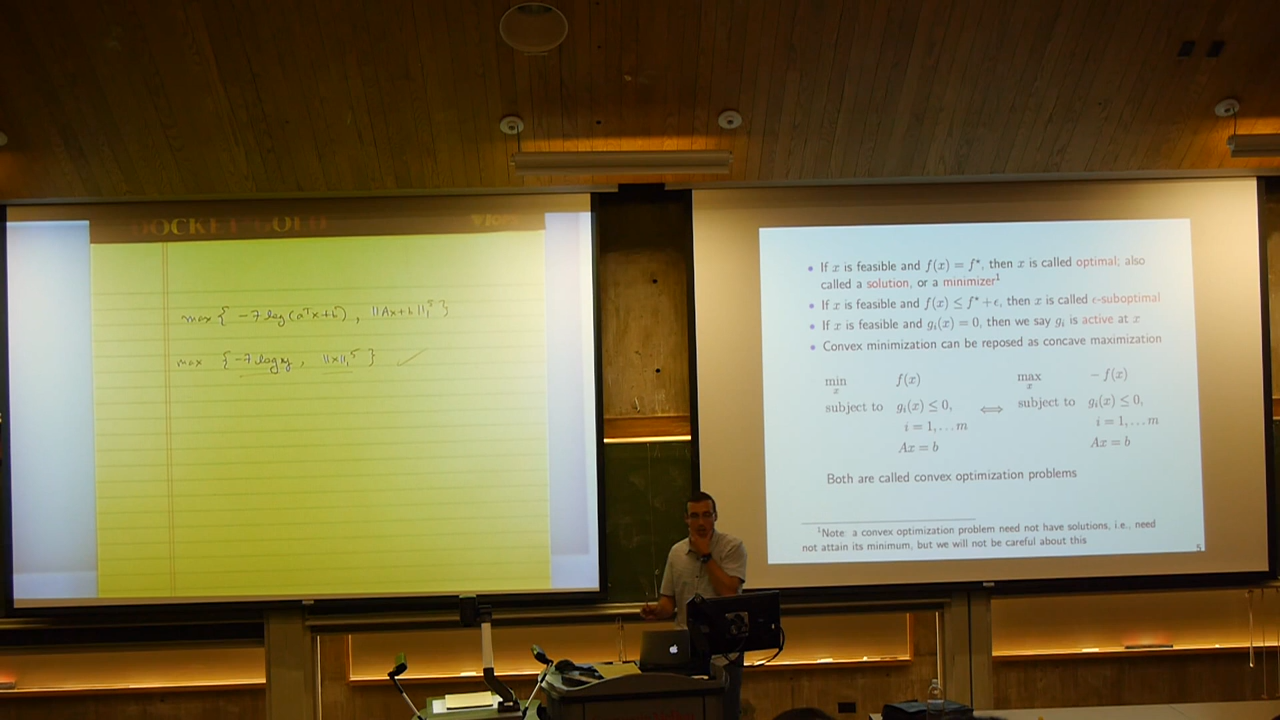 DOCKET GOLD
max { -7 log(aᵀx+b) , ||Ax+b||₁⁵ }
max { -7 log x , ||x||₁⁵ } ✓
• If x is feasible and f(x) = f*, then x is called optimal; also
called a solution, or a minimizer¹
• If x is feasible and f(x) ≤ f* + ϵ, then x is called ϵ-suboptimal
• If x is feasible and gᵢ(x) = 0, then we say gᵢ is active at x
• Convex minimization can be reposed as concave maximization
min f(x) max − f(x)
x x
subject to gᵢ(x) ≤ 0, ⟺ subject to gᵢ(x) ≤ 0,
i = 1, . . . m i = 1, . . . m
Ax = b Ax = b
Both are called convex optimization problems
¹Note: a convex optimization problem need not have solutions, i.e., need
not attain its minimum, but we will not be careful about this
5